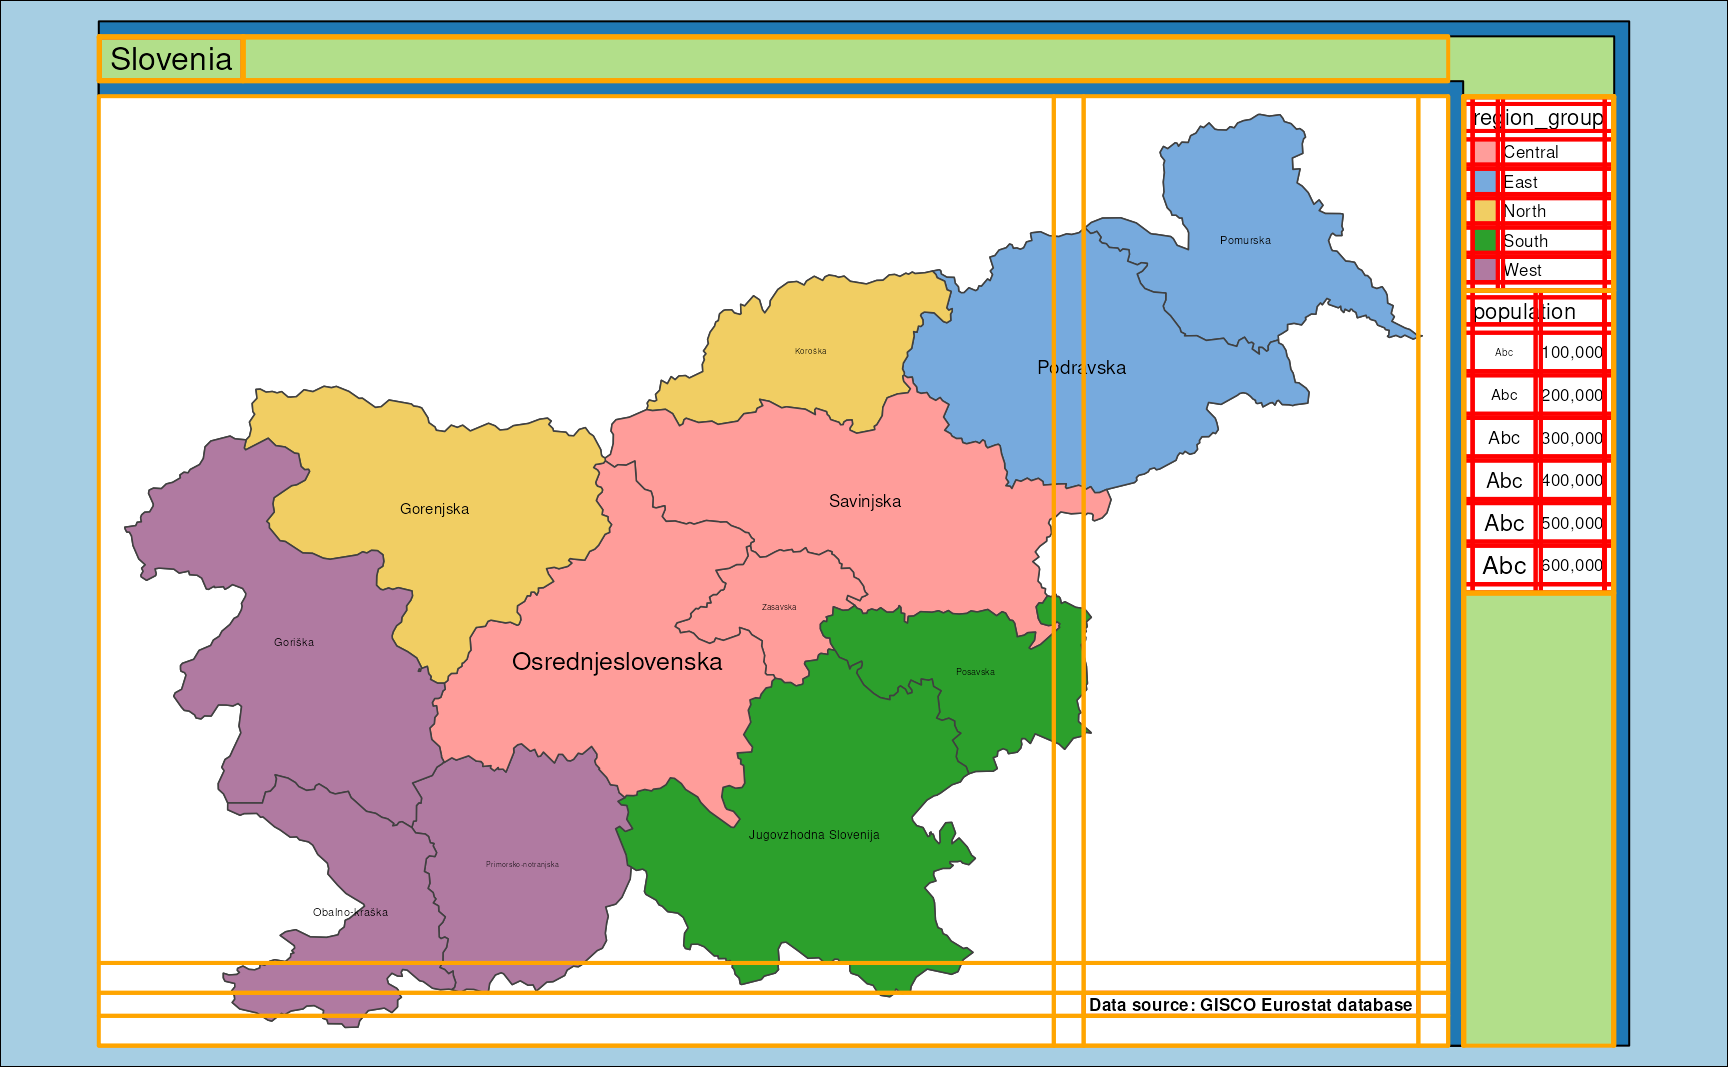 Slovenia
region_group
Central
East
North
South
West
population
Abc 100,000
Abc 200,000
Abc 300,000
Abc 400,000
Abc 500,000
Abc 600,000
Pomurska
Koroška
Podravska
Savinjska
Gorenjska
Zasavska
Goriška
Osrednjeslovenska
Posavska
Jugovzhodna Slovenija
Primorsko-notranjska
Obalno-kraška
Data source: GISCO Eurostat database